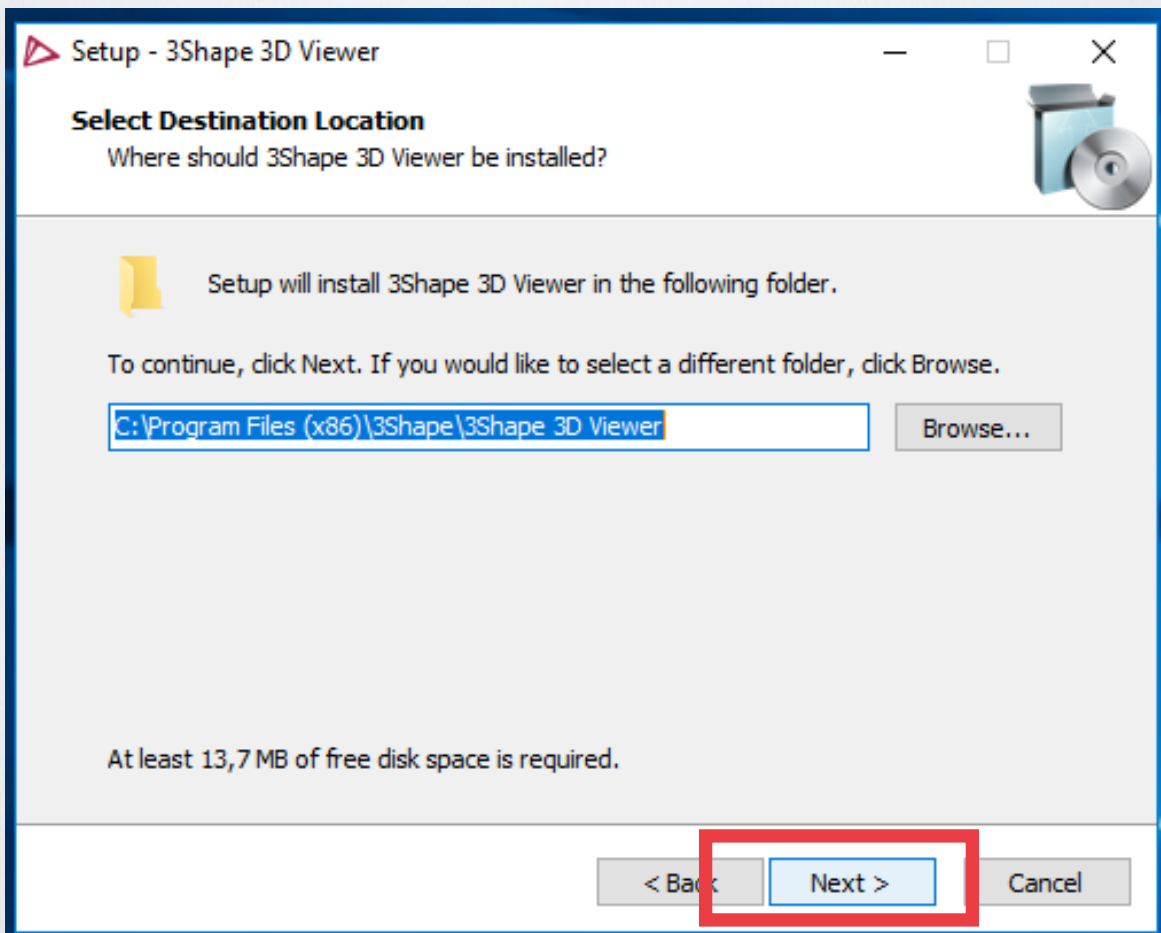 Setup - 3Shape 3D Viewer
Select Destination Location
Where should 3Shape 3D Viewer be installed?
Setup will install 3Shape 3D Viewer in the following folder.
To continue, click Next. If you would like to select a different folder, click Browse.
C:\Program Files (x86)\3Shape\3Shape 3D Viewer
Browse...
At least 13,7 MB of free disk space is required.
< Back
Next >
Cancel